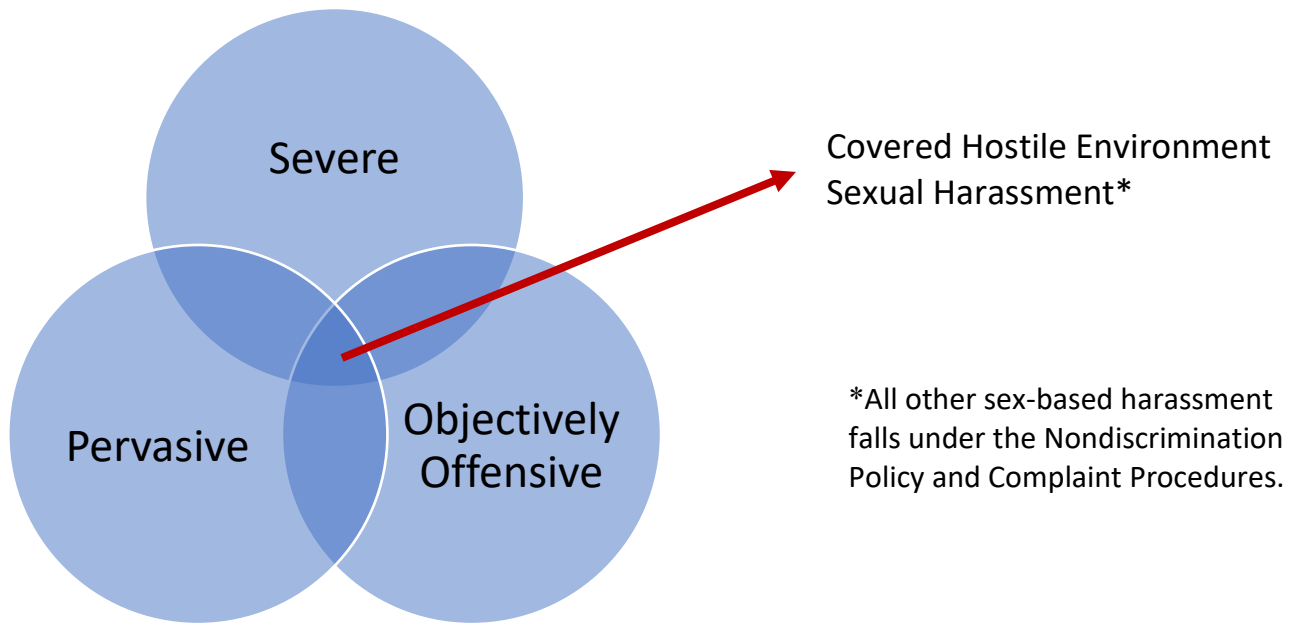 Severe
Covered Hostile Environment
Sexual Harassment*
Pervasive
Objectively
Offensive
*All other sex-based harassment
falls under the Nondiscrimination
Policy and Complaint Procedures.